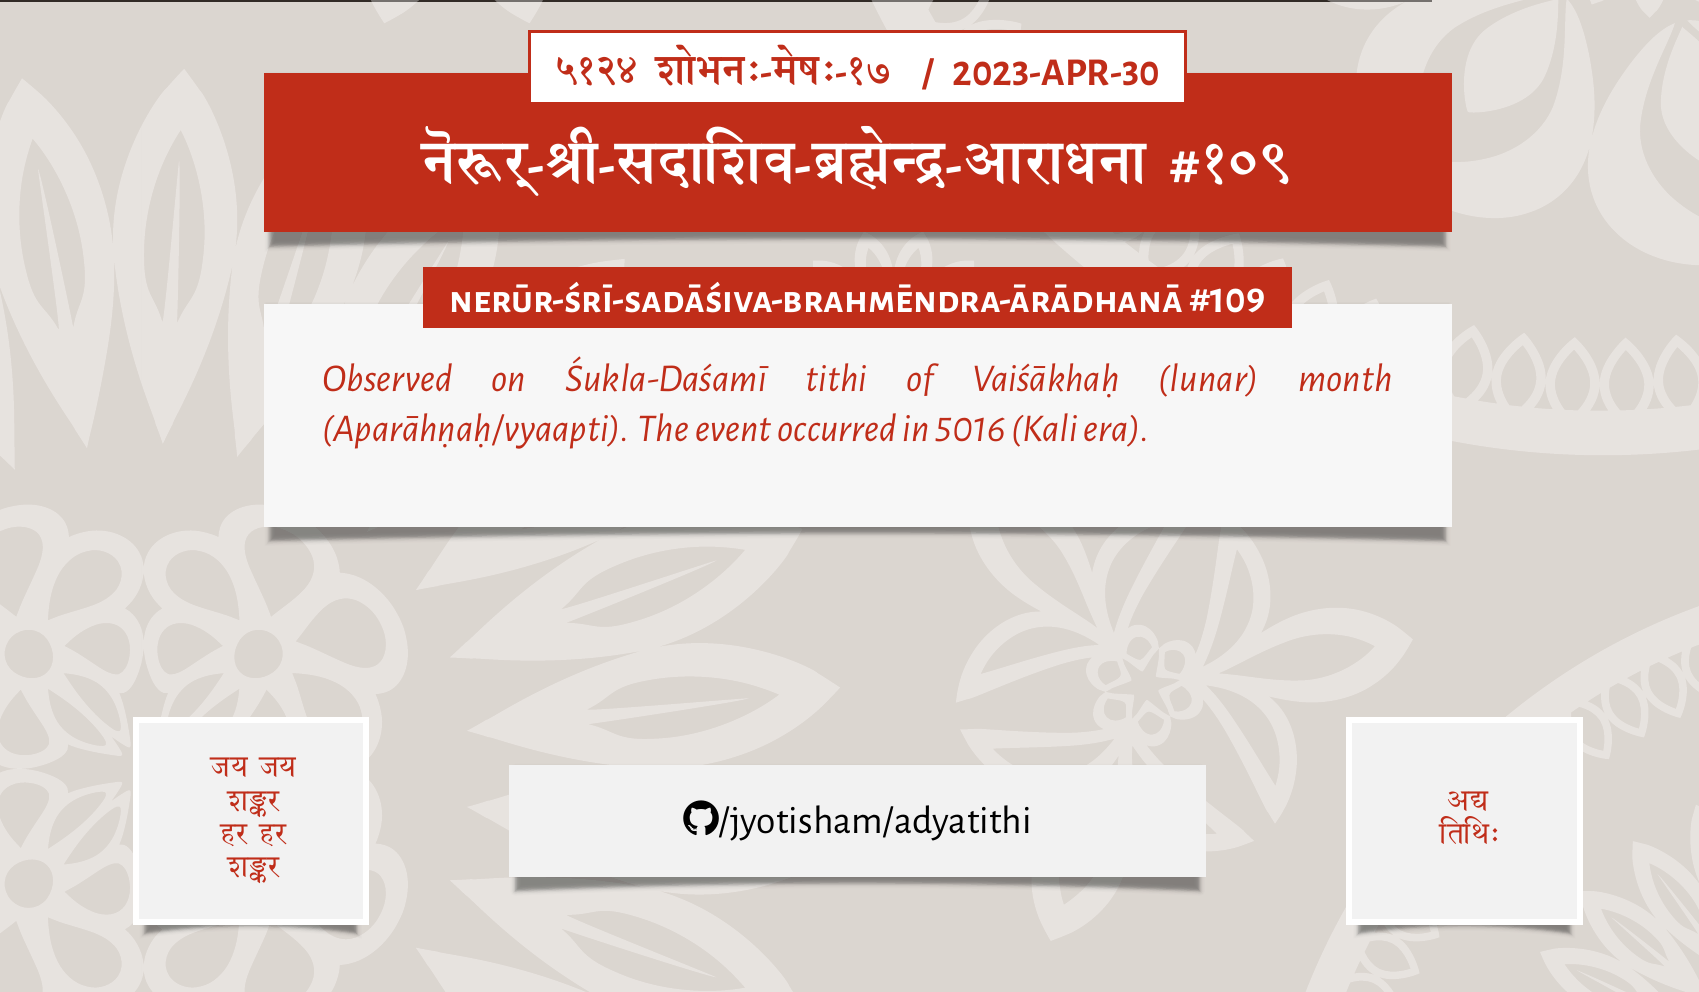 ५१२४ शोभनः-मेषः-१७ / 2023-APR-30
नॆरूर्-श्री-सदाशिव-ब्रह्मेन्द्र-आराधना #१०९
NERŪR-ŚRĪ-SADĀŚIVA-BRAHMĒNDRA-ĀRĀDHANĀ #109
Observed on Śukla-Daśamī tithi of Vaiśākhaḥ (lunar) month
(Aparāhṇaḥ/vyaapti). The event occurred in 5016 (Kali era).
जय जय
शङ्कर
हर हर
शङ्कर
/jyotisham/adyatithi
अद्य
तिथिः